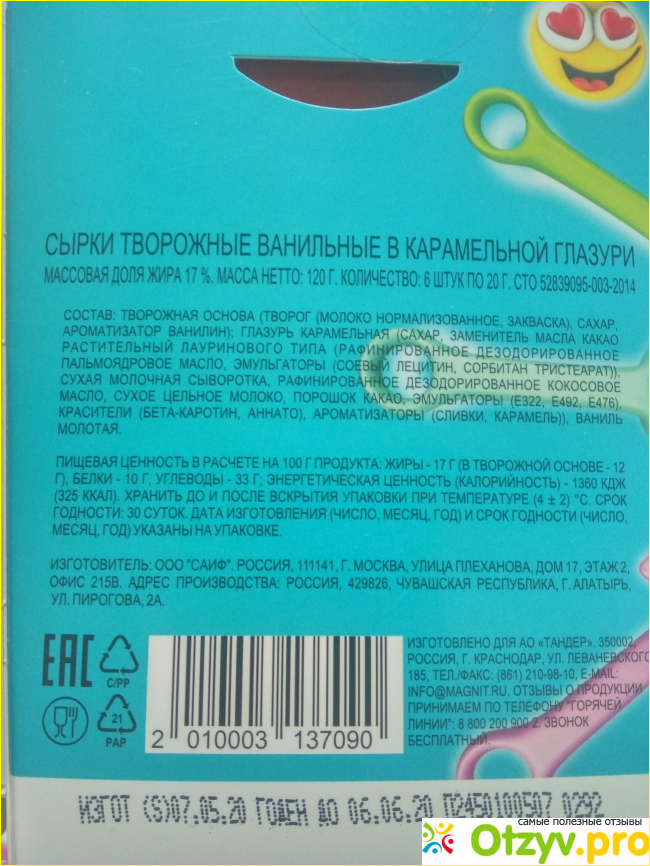 СЫРКИ ТВОРОЖНЫЕ ВАНИЛЬНЫЕ В КАРАМЕЛЬНОЙ ГЛАЗУРИ
МАССОВАЯ ДОЛЯ ЖИРА 17 %. МАССА НЕТТО: 120 Г. КОЛИЧЕСТВО: 6 ШТУК ПО 20 Г. СТО 52839095-003-2014
СОСТАВ: ТВОРОЖНАЯ ОСНОВА (ТВОРОГ (МОЛОКО НОРМАЛИЗОВАННОЕ, ЗАКВАСКА), САХАР,
АРОМАТИЗАТОР ВАНИЛИН); ГЛАЗУРЬ КАРАМЕЛЬНАЯ (САХАР, ЗАМЕНИТЕЛЬ МАСЛА КАКАО
РАСТИТЕЛЬНЫЙ ЛАУРИНОВОГО ТИПА (РАФИНИРОВАННОЕ ДЕЗОДОРИРОВАННОЕ
ПАЛЬМОЯДРОВОЕ МАСЛО, ЭМУЛЬГАТОРЫ (СОЕВЫЙ ЛЕЦИТИН, СОРБИТАН ТРИСТЕАРАТ)),
СУХАЯ МОЛОЧНАЯ СЫВОРОТКА, РАФИНИРОВАННОЕ ДЕЗОДОРИРОВАННОЕ КОКОСОВОЕ
МАСЛО, СУХОЕ ЦЕЛЬНОЕ МОЛОКО, ПОРОШОК КАКАО, ЭМУЛЬГАТОРЫ (Е322, Е492, Е476),
КРАСИТЕЛИ (БЕТА-КАРОТИН, АННАТО), АРОМАТИЗАТОРЫ (СЛИВКИ, КАРАМЕЛЬ)), ВАНИЛЬ
МОЛОТАЯ.
ПИЩЕВАЯ ЦЕННОСТЬ В РАСЧЕТЕ НА 100 Г ПРОДУКТА: ЖИРЫ - 17 Г (В ТВОРОЖНОЙ ОСНОВЕ - 12
Г), БЕЛКИ - 10 Г, УГЛЕВОДЫ - 33 Г; ЭНЕРГЕТИЧЕСКАЯ ЦЕННОСТЬ (КАЛОРИЙНОСТЬ) - 1360 КДЖ
(325 ККАЛ). ХРАНИТЬ ДО И ПОСЛЕ ВСКРЫТИЯ УПАКОВКИ ПРИ ТЕМПЕРАТУРЕ (4 ± 2) °С. СРОК
ГОДНОСТИ: 30 СУТОК. ДАТА ИЗГОТОВЛЕНИЯ (ЧИСЛО, МЕСЯЦ, ГОД) И СРОК ГОДНОСТИ (ЧИСЛО,
МЕСЯЦ, ГОД) УКАЗАНЫ НА УПАКОВКЕ.
ИЗГОТОВИТЕЛЬ: ООО "САИФ". РОССИЯ, 111141, Г. МОСКВА, УЛИЦА ПЛЕХАНОВА, ДОМ 17, ЭТАЖ 2,
ОФИС 215В. АДРЕС ПРОИЗВОДСТВА: РОССИЯ, 429826, ЧУВАШСКАЯ РЕСПУБЛИКА, Г. АЛАТЫРЬ,
УЛ. ПИРОГОВА, 2А.
EAC
C/PP
21
PAP
2 010003 137090
ИЗГОТОВЛЕНО ДЛЯ АО «ТАНДЕР». 350002,
РОССИЯ, Г. КРАСНОДАР, УЛ. ЛЕВАНЕВСКОГО
185, ТЕЛ./ФАКС: (861) 210-98-10, E-MAIL:
INFO@MAGNIT.RU. ОТЗЫВЫ О ПРОДУКЦИИ
ПРИНИМАЕМ ПО ТЕЛЕФОНУ "ГОРЯЧЕЙ
ЛИНИИ": 8 800 200 900 2. ЗВОНОК
БЕСПЛАТНЫЙ.
ИЗГОТ (S)07.05.20 ГОДЕН ДО 06.06.20 П2450100507 0292
самые полезные отзывы
Otzyv.pro